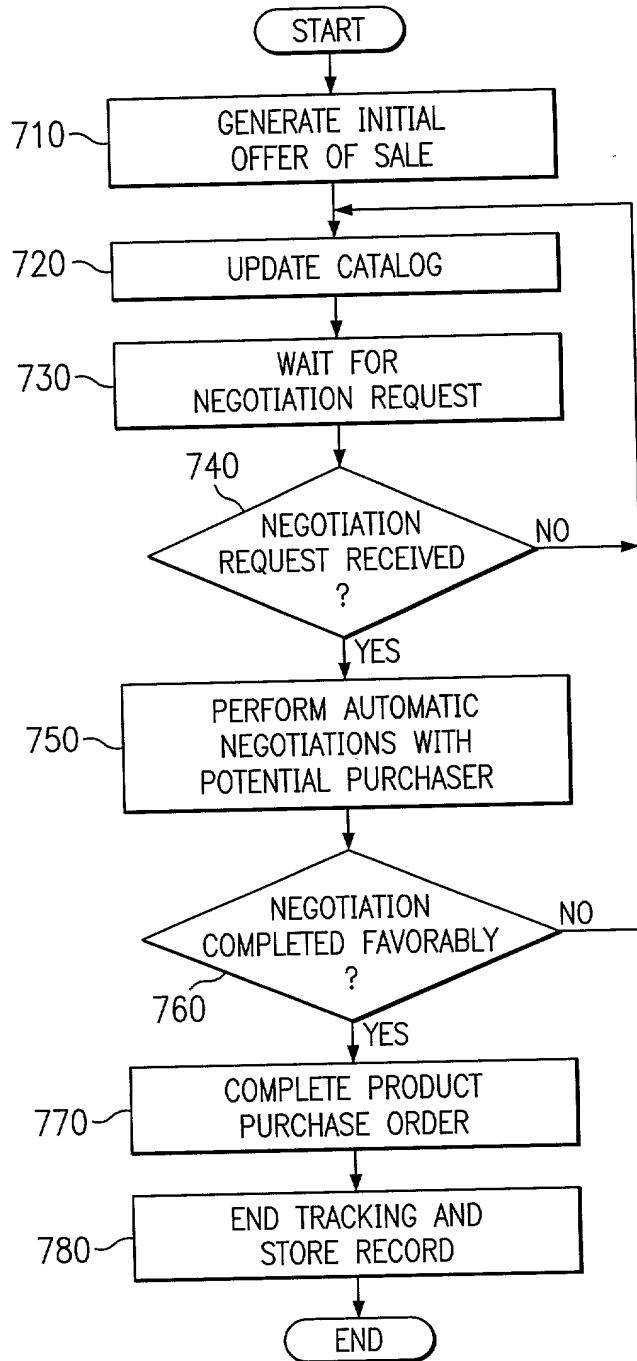 START
710
GENERATE INITIAL
OFFER OF SALE
720
UPDATE CATALOG
730
WAIT FOR
NEGOTIATION REQUEST
740
NEGOTIATION
REQUEST RECEIVED
?
NO
YES
750
PERFORM AUTOMATIC
NEGOTIATIONS WITH
POTENTIAL PURCHASER
NEGOTIATION
COMPLETED FAVORABLY
?
NO
760
YES
770
COMPLETE PRODUCT
PURCHASE ORDER
780
END TRACKING AND
STORE RECORD
END